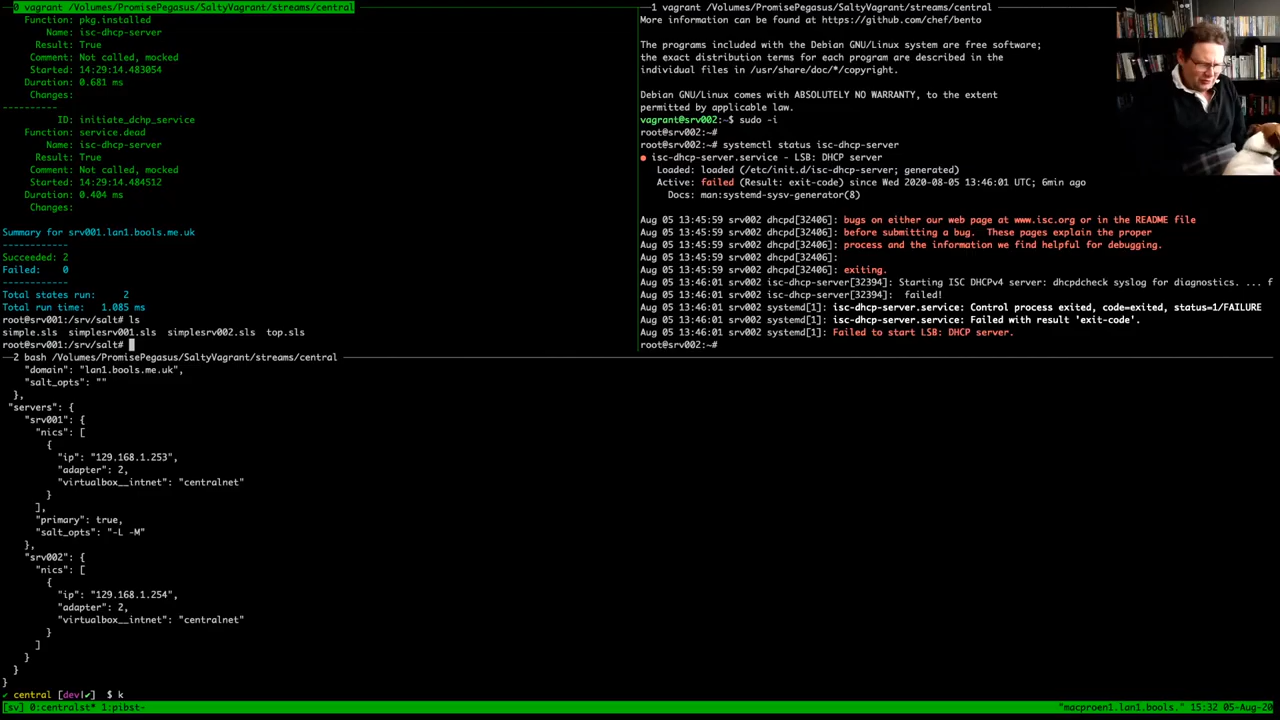 0 vagrant /Volumes/PromisePegasus/SaltyVagrant/streams/central
Function: pkg.installed
Name: isc-dhcp-server
Result: True
Comment: Not called, mocked
Started: 14:29:14.483054
Duration: 0.681 ms
Changes:
----------
ID: initiate_dchp_service
Function: service.dead
Name: isc-dhcp-server
Result: True
Comment: Not called, mocked
Started: 14:29:14.484512
Duration: 0.404 ms
Changes:
Summary for srv001.lan1.bools.me.uk
------------
Succeeded: 2
Failed:    0
------------
Total states run:     2
Total run time:   1.085 ms
root@srv001:/srv/salt# ls
simple.sls  simplesrv001.sls  simplesrv002.sls  top.sls
root@srv001:/srv/salt#
1 vagrant /Volumes/PromisePegasus/SaltyVagrant/streams/central
More information can be found at https://github.com/chef/bento
The programs included with the Debian GNU/Linux system are free software;
the exact distribution terms for each program are described in the
individual files in /usr/share/doc/*/copyright.
Debian GNU/Linux comes with ABSOLUTELY NO WARRANTY, to the extent
permitted by applicable law.
vagrant@srv002:~$ sudo -i
root@srv002:~#
root@srv002:~# systemctl status isc-dhcp-server
● isc-dhcp-server.service - LSB: DHCP server
Loaded: loaded (/etc/init.d/isc-dhcp-server; generated)
Active: failed (Result: exit-code) since Wed 2020-08-05 13:46:01 UTC; 6min ago
Docs: man:systemd-sysv-generator(8)
Aug 05 13:45:59 srv002 dhcpd[32406]: bugs on either our web page at www.isc.org or in the README file
Aug 05 13:45:59 srv002 dhcpd[32406]: before submitting a bug.  These pages explain the proper
Aug 05 13:45:59 srv002 dhcpd[32406]: process and the information we find helpful for debugging.
Aug 05 13:45:59 srv002 dhcpd[32406]:
Aug 05 13:45:59 srv002 dhcpd[32406]: exiting.
Aug 05 13:46:01 srv002 isc-dhcp-server[32394]: Starting ISC DHCPv4 server: dhcpdcheck syslog for diagnostics. ... f
Aug 05 13:46:01 srv002 isc-dhcp-server[32394]:  failed!
Aug 05 13:46:01 srv002 systemd[1]: isc-dhcp-server.service: Control process exited, code=exited, status=1/FAILURE
Aug 05 13:46:01 srv002 systemd[1]: isc-dhcp-server.service: Failed with result 'exit-code'.
Aug 05 13:46:01 srv002 systemd[1]: Failed to start LSB: DHCP server.
root@srv002:~#
2 bash /Volumes/PromisePegasus/SaltyVagrant/streams/central
"domain": "lan1.bools.me.uk",
"salt_opts": ""
},
"servers": {
"srv001": {
"nics": [
{
"ip": "129.168.1.253",
"adapter": 2,
"virtualbox__intnet": "centralnet"
}
],
"primary": true,
"salt_opts": "-L -M"
},
"srv002": {
"nics": [
{
"ip": "129.168.1.254",
"adapter": 2,
"virtualbox__intnet": "centralnet"
}
]
}
}
}
✔ central [dev|✔] $ k
[sv] 0:centralst* 1:pibst-
"macproen1.lan1.bools." 15:32 05-Aug-20